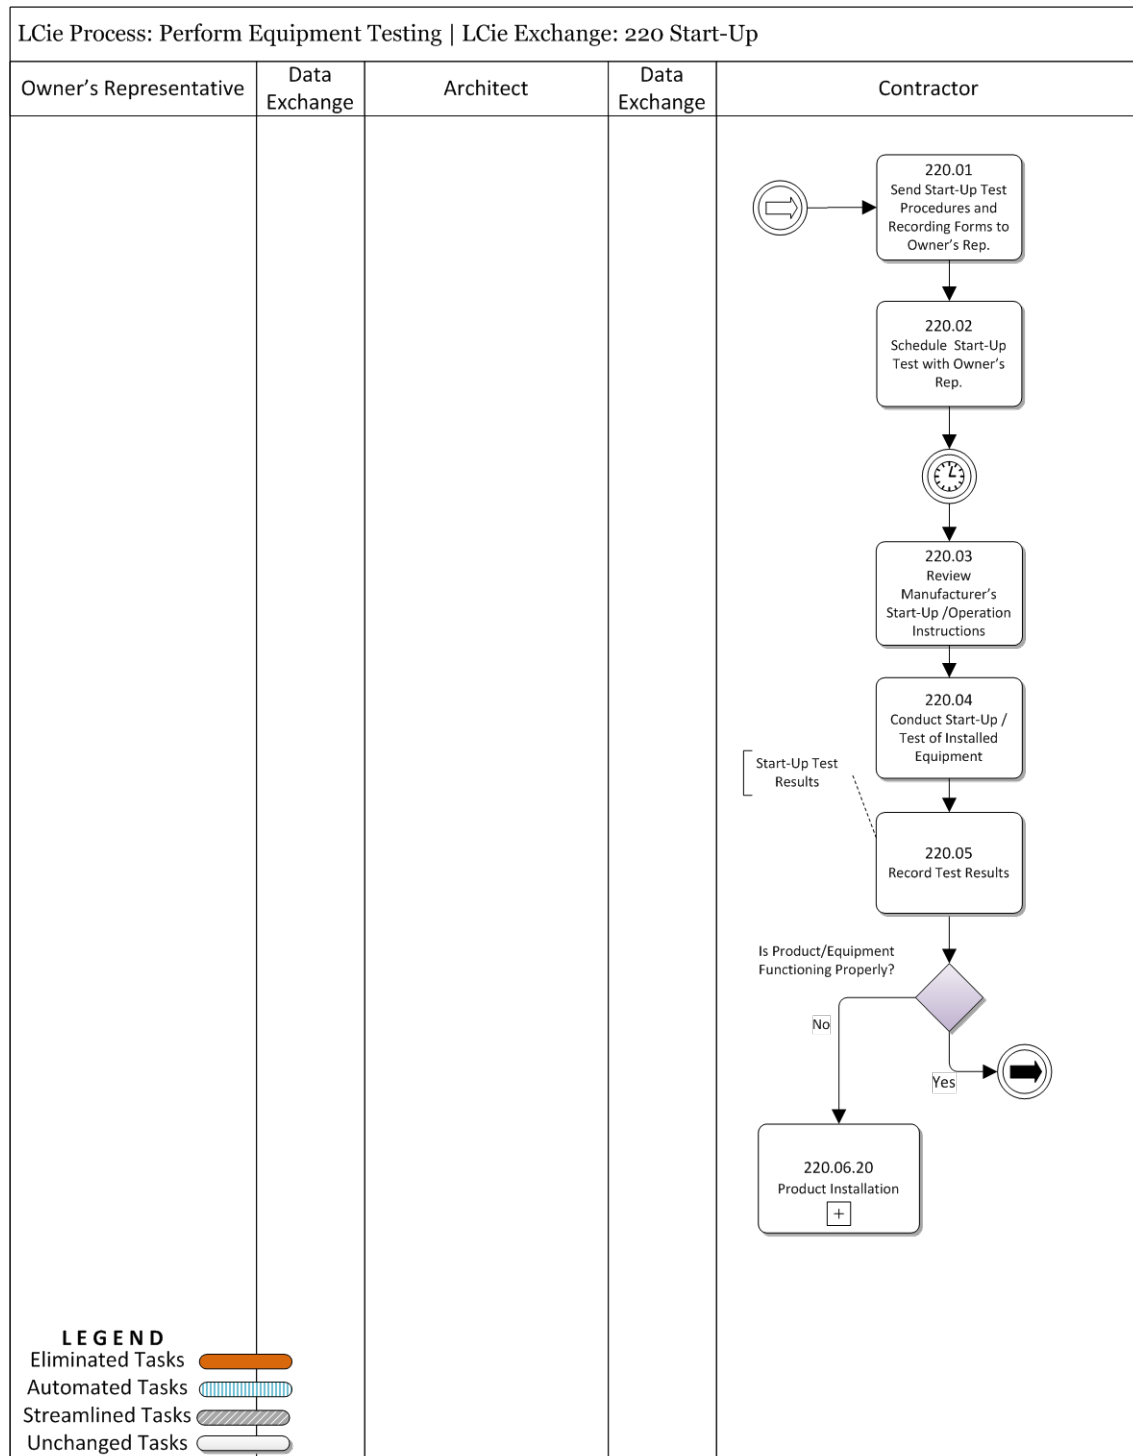 LCie Process: Perform Equipment Testing | LCie Exchange: 220 Start-Up
Owner's Representative
Data
Exchange
Architect
Data
Exchange
Contractor
220.01
Send Start-Up Test
Procedures and
Recording Forms to
Owner's Rep.
220.02
Schedule Start-Up
Test with Owner's
Rep.
220.03
Review
Manufacturer's
Start-Up /Operation
Instructions
220.04
Conduct Start-Up /
Test of Installed
Equipment
Start-Up Test
Results
220.05
Record Test Results
Is Product/Equipment
Functioning Properly?
No
Yes
220.06.20
Product Installation
+
LEGEND
Eliminated Tasks
Automated Tasks
Streamlined Tasks
Unchanged Tasks